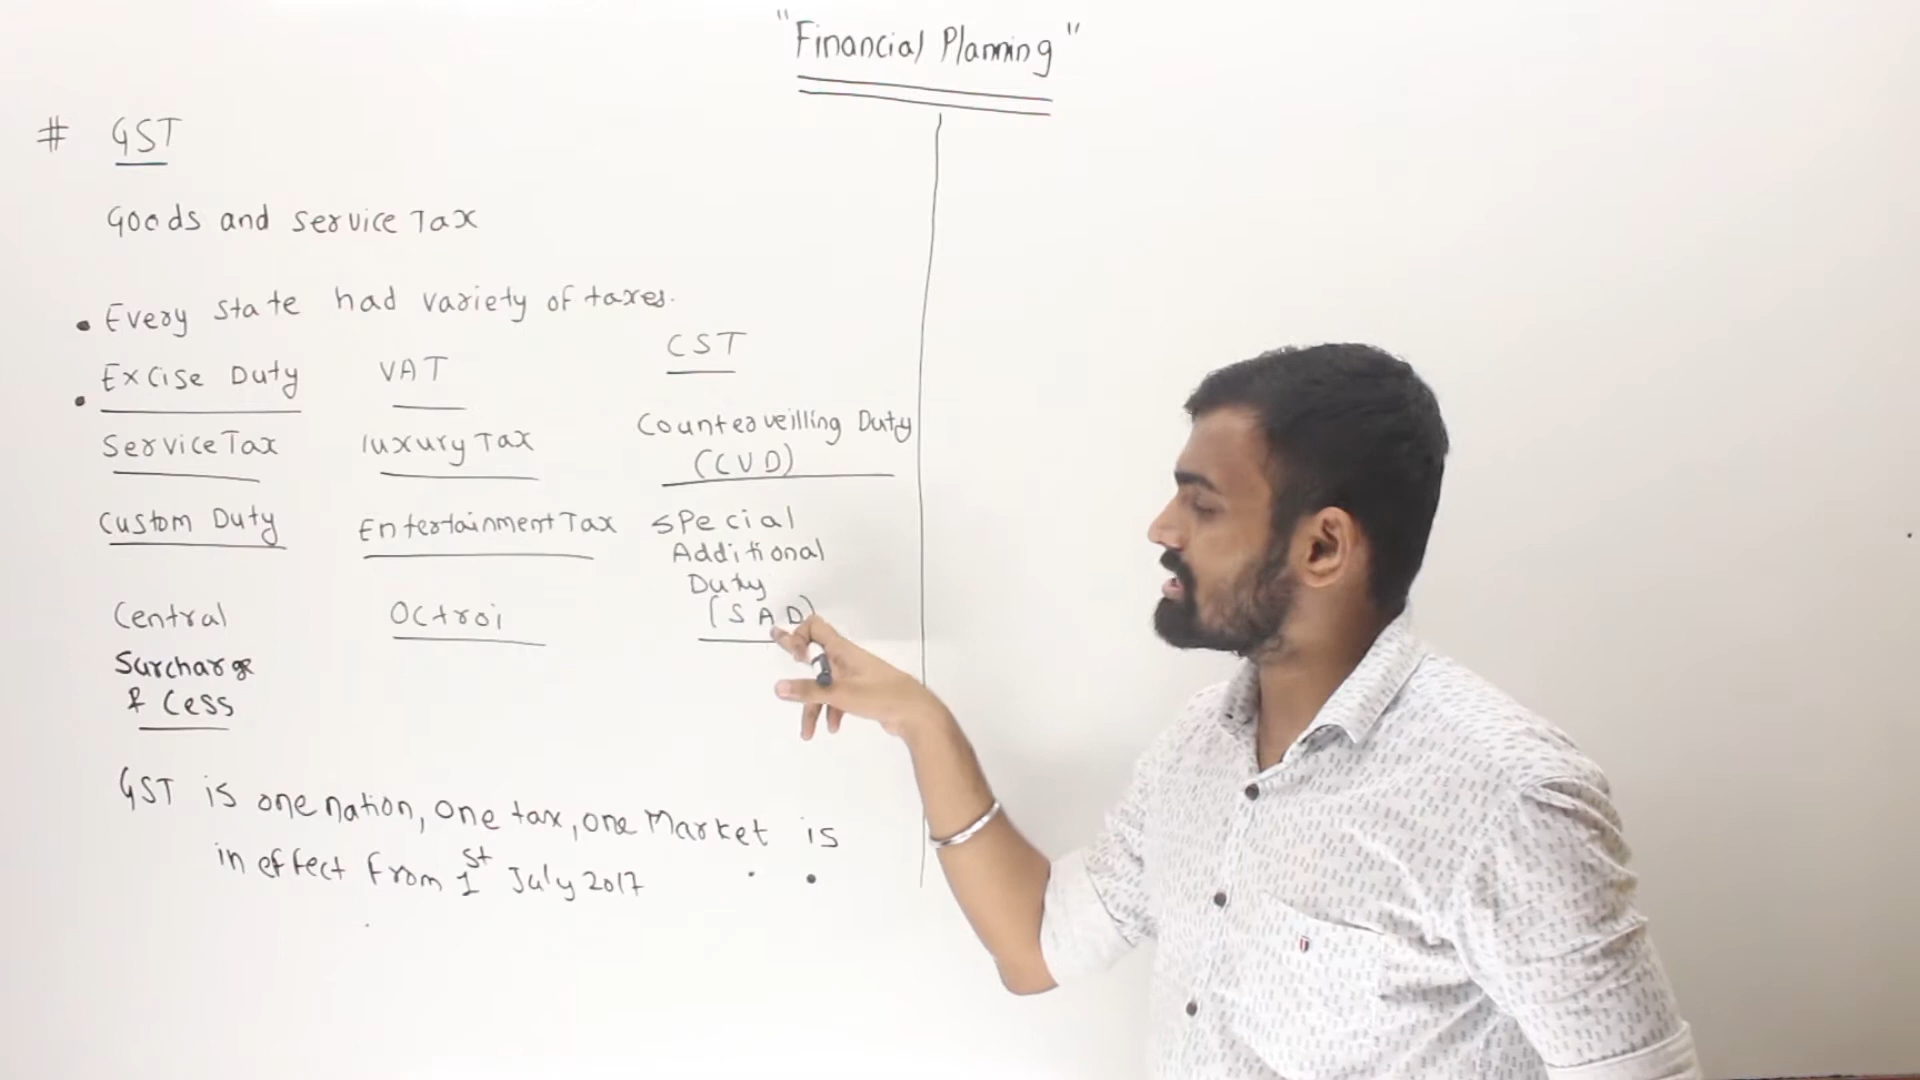 "Financial Planning"
# GST
Goods and Service Tax
• Every state had variety of taxes.
• Excise Duty VAT CST
Service Tax Luxury Tax Counterveilling Duty
(CVD)
Custom Duty Entertainment Tax Special
Additional
Duty
(SAD)
Central Octroi
Surcharge
& Cess
GST is one nation, one tax, one Market is
in effect from 1st July 2017